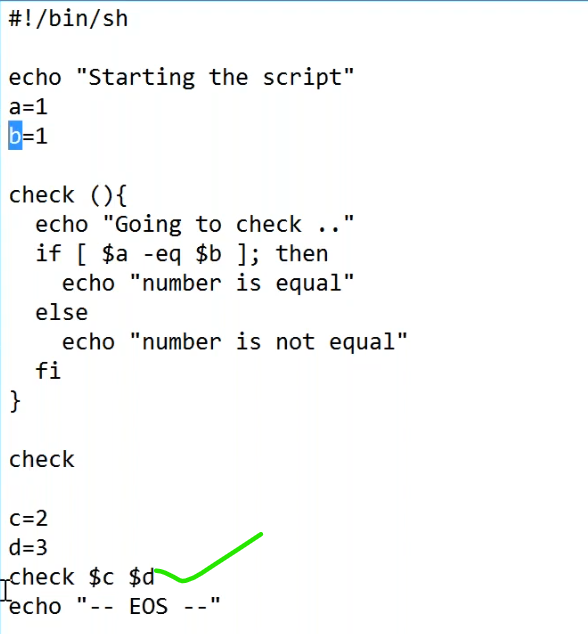 #!/bin/sh
echo "Starting the script"
a=1
b=1
check (){
  echo "Going to check .."
  if [ $a -eq $b ]; then
    echo "number is equal"
  else
    echo "number is not equal"
  fi
}
check
c=2
d=3
check $c $d
echo "-- EOS --"